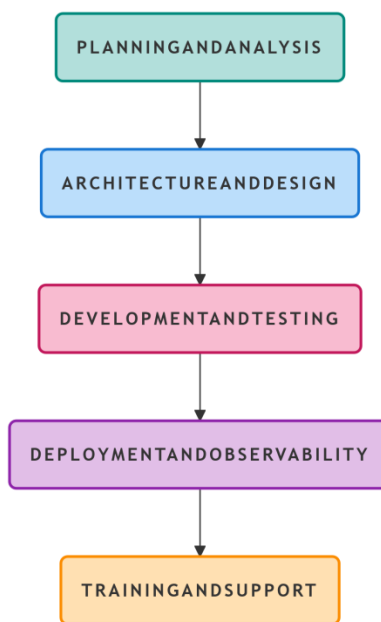 PLANNINGANDANALYSIS
ARCHITECTUREANDDESIGN
DEVELOPMENTANDTESTING
DEPLOYMENTANDOBSERVABILITY
TRAININGANDSUPPORT